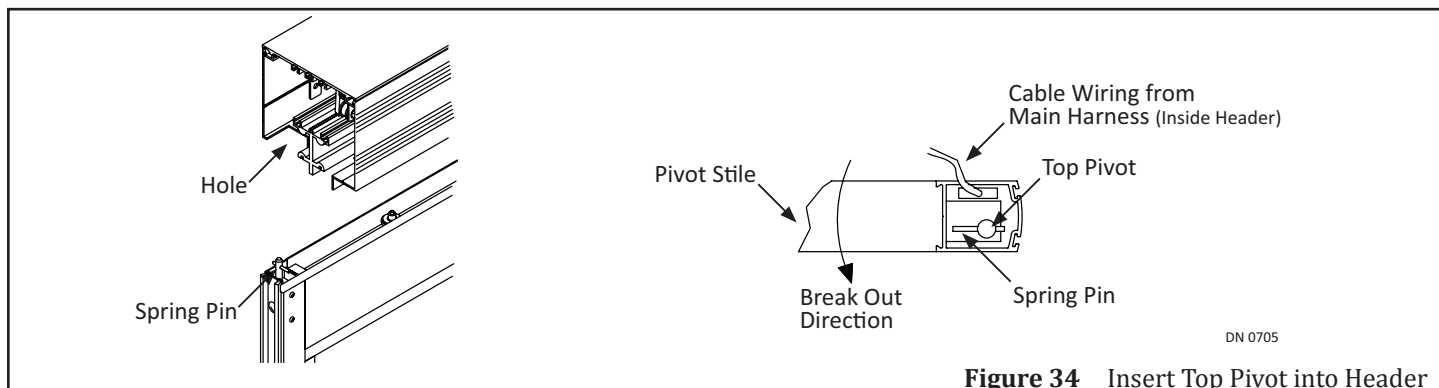 Hole
Spring Pin
Pivot Stile
Cable Wiring from
Main Harness (Inside Header)
Top Pivot
Break Out
Direction
Spring Pin
DN 0705
Figure 34 Insert Top Pivot into Header